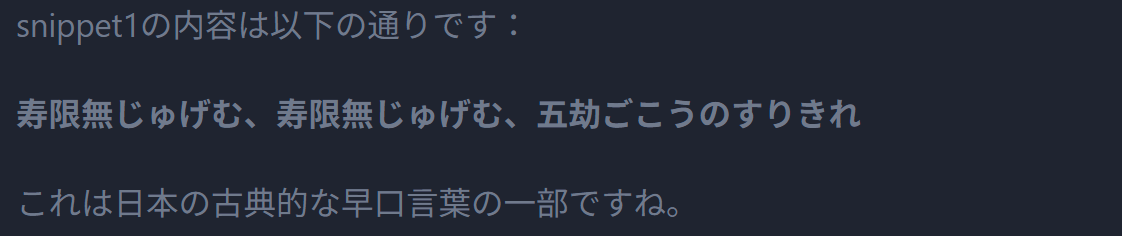 snippet1の内容は以下の通りです：
寿限無じゅげむ、寿限無じゅげむ、五劫ごこうのすりきれ
これは日本の古典的な早口言葉の一部ですね。